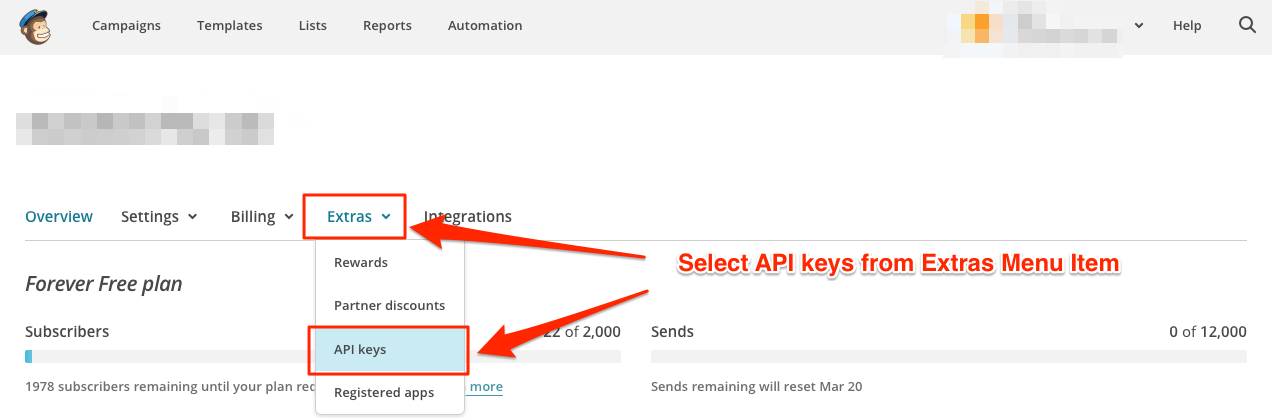 Campaigns Templates Lists Reports Automation Help
Overview Settings Billing Extras Integrations
Rewards
Select API keys from Extras Menu Item
Forever Free plan
Partner discounts
Subscribers 22 of 2,000 Sends 0 of 12,000
API keys
1978 subscribers remaining until your plan more Sends remaining will reset Mar 20
Registered apps